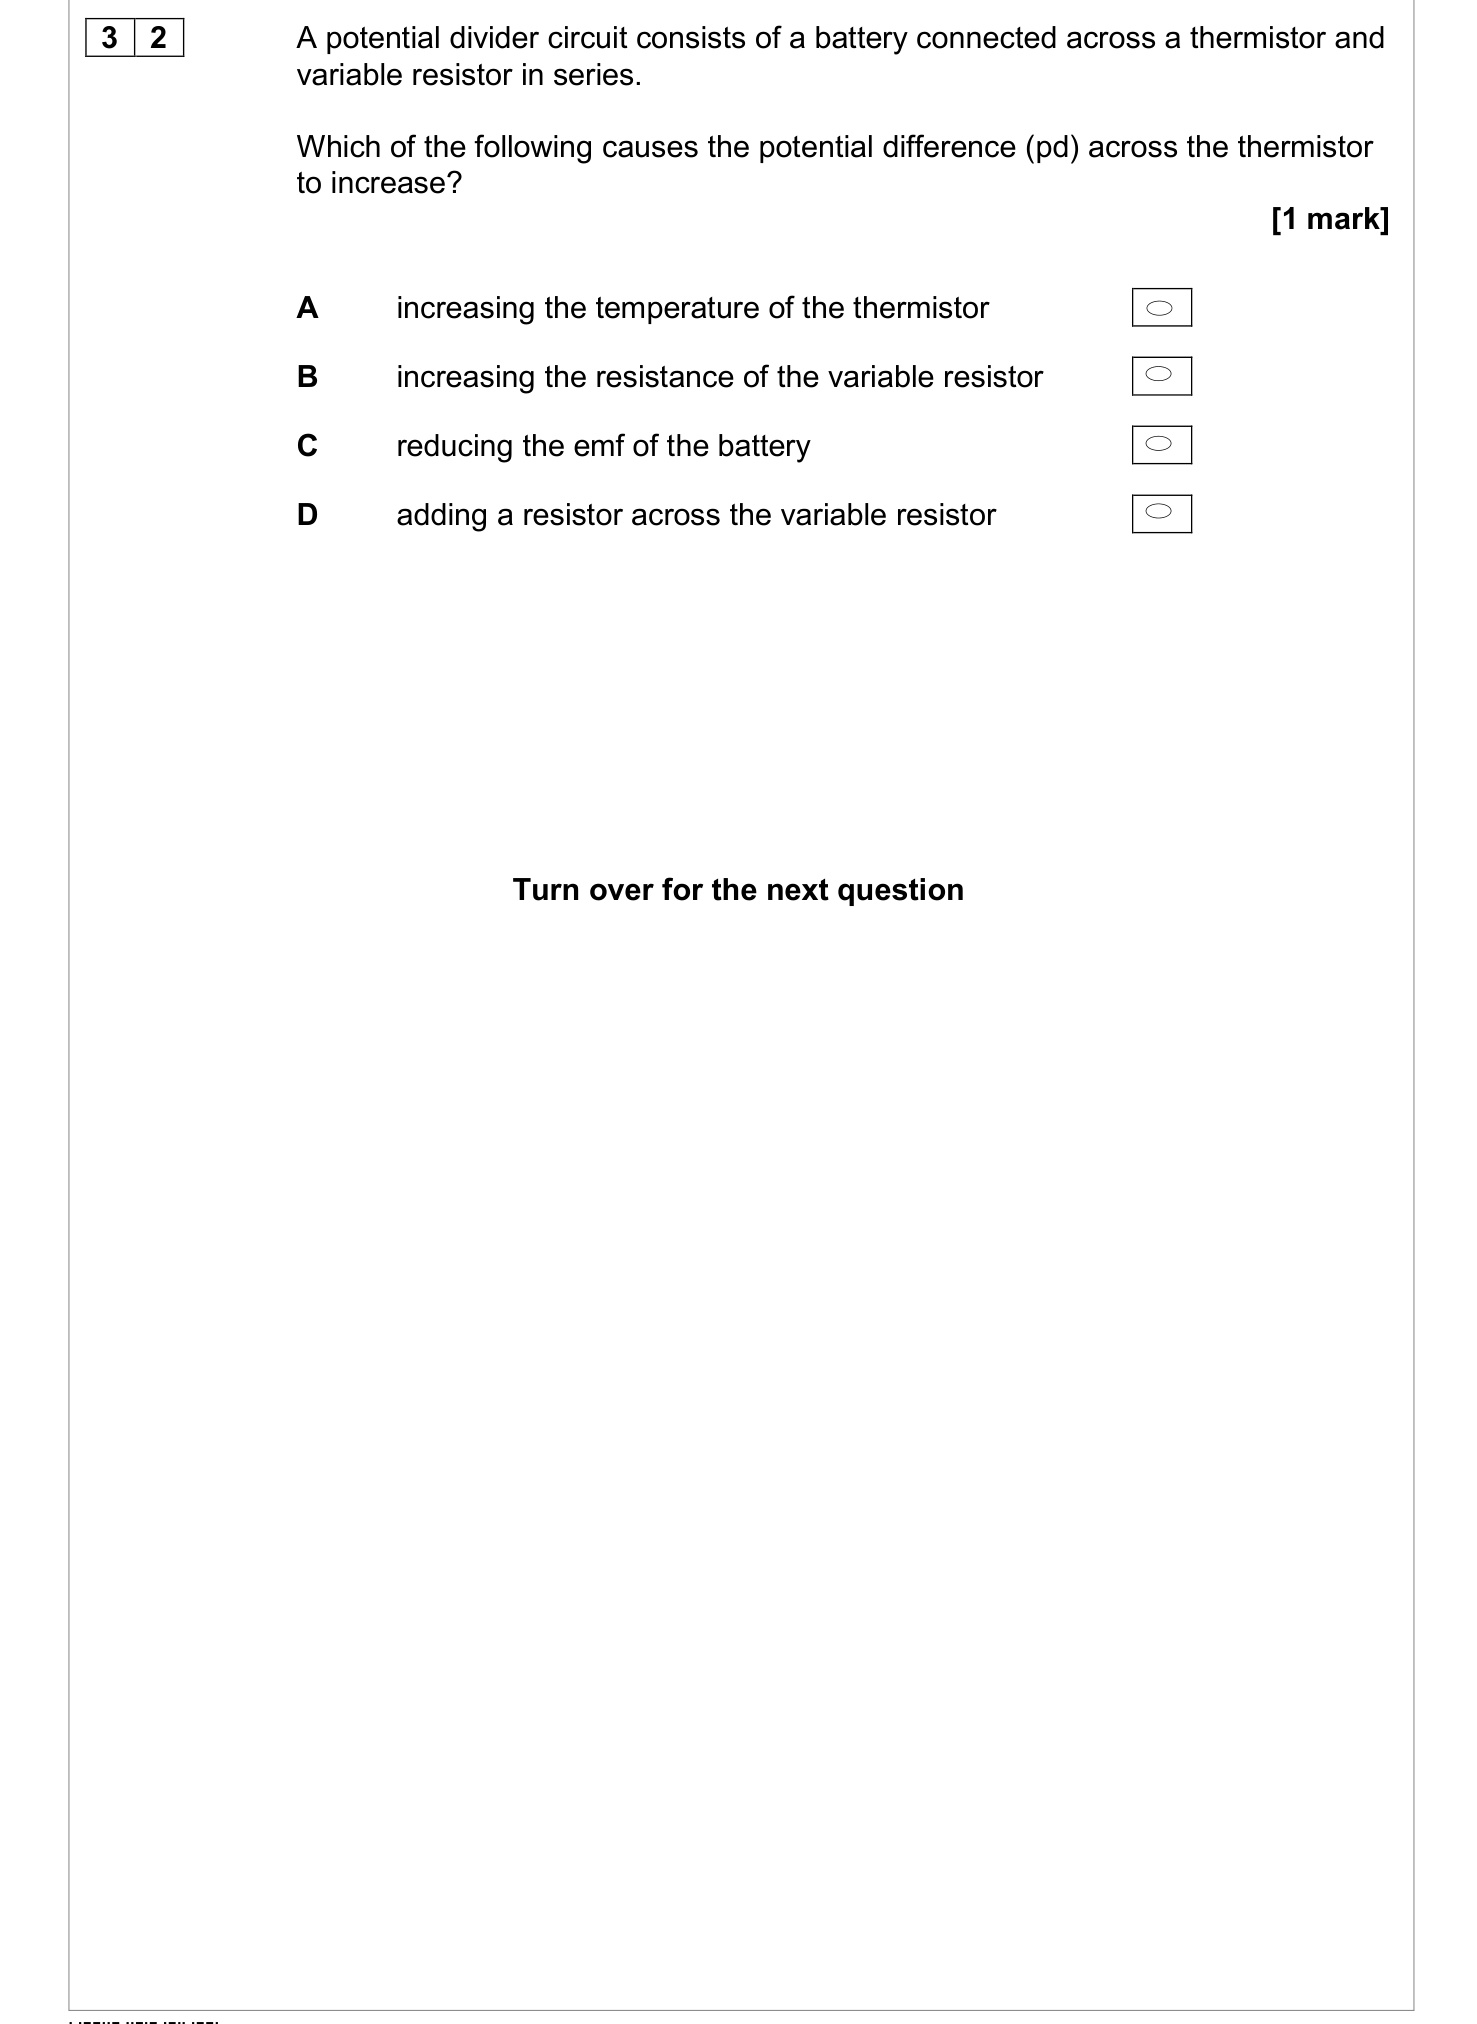 3 2
A potential divider circuit consists of a battery connected across a thermistor and
variable resistor in series.
Which of the following causes the potential difference (pd) across the thermistor
to increase?
[1 mark]
A increasing the temperature of the thermistor
B increasing the resistance of the variable resistor
C reducing the emf of the battery
D adding a resistor across the variable resistor
Turn over for the next question